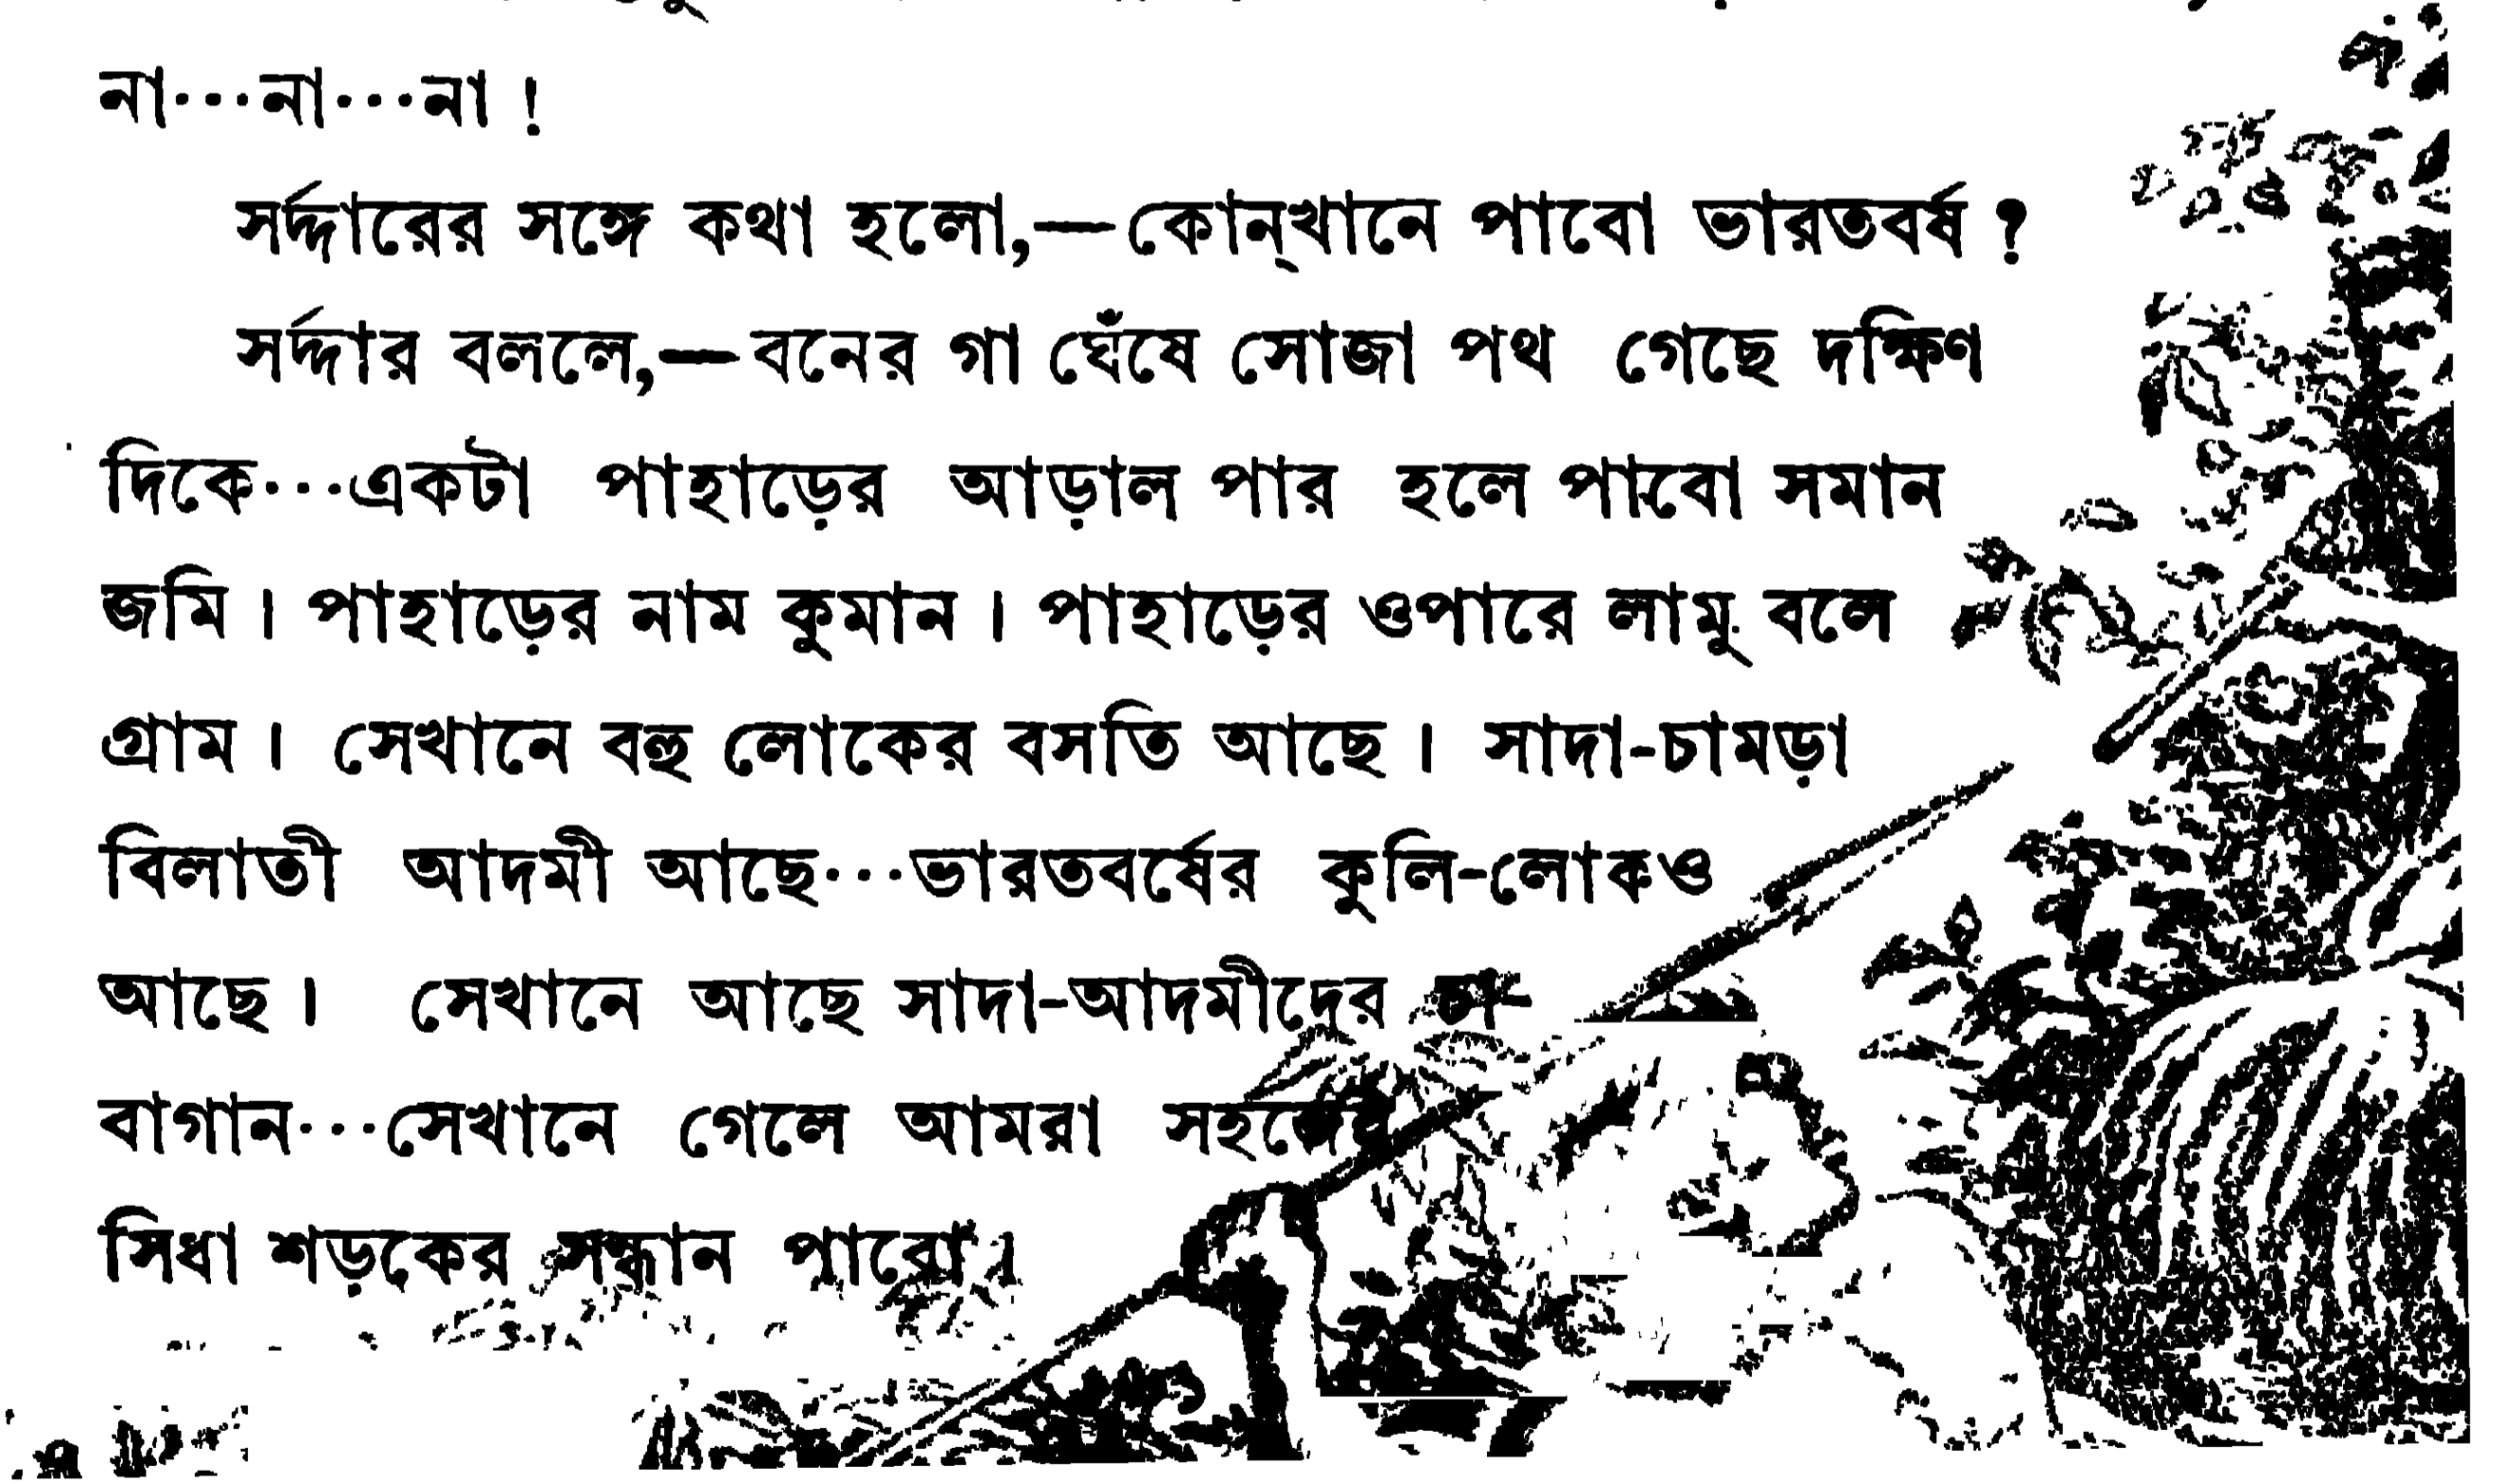 না···না···না !
সর্দ্দারের সঙ্গে কথা হলো,—কোন্‌খানে পাবো ভারতবর্ষ ?
সর্দ্দার বললে,—বনের গা ঘেঁষে সোজা পথ গেছে দক্ষিণ
দিকে···একটা পাহাড়ের আড়াল পার হলে পাবো সমান
জমি । পাহাড়ের নাম কুমান । পাহাড়ের ওপারে লামু বলে
গ্রাম । সেখানে বহু লোকের বসতি আছে । সাদা-চামড়া
বিলাতী আদমী আছে···ভারতবর্ষের কুলি-লোকও
আছে । সেখানে আছে সাদা-আদমীদের চা-
বাগান···সেখানে গেলে আমরা সহজে
সিধা শড়কের সন্ধান পাবো ।